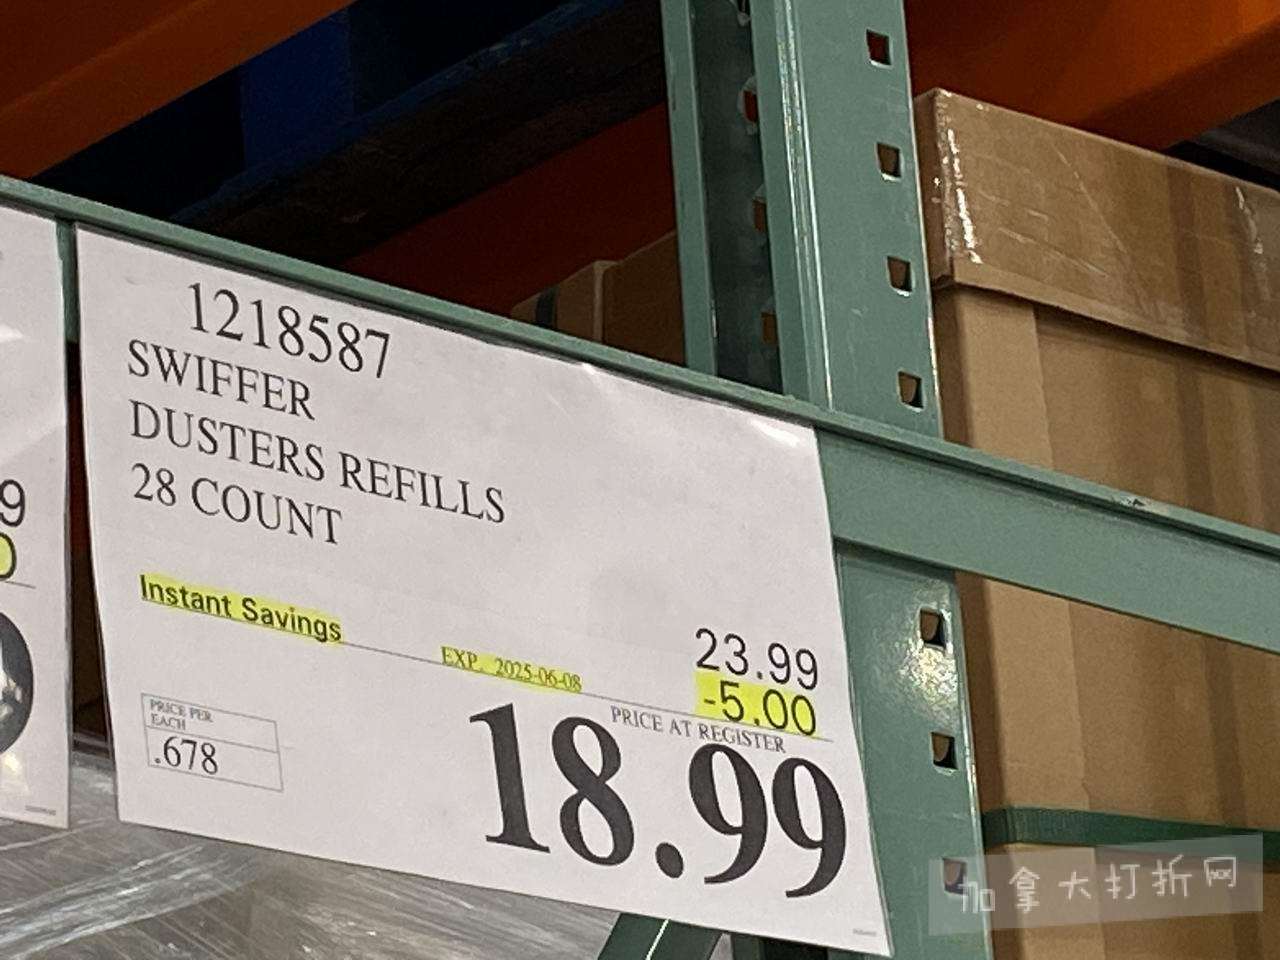 1218587
SWIFFER
DUSTERS REFILLS
28 COUNT
Instant Savings
EXP. 2025-06-08
23.99
-5.00
PRICE AT REGISTER
18.99
PRICE PER
EACH
.678
9
加拿大打折网